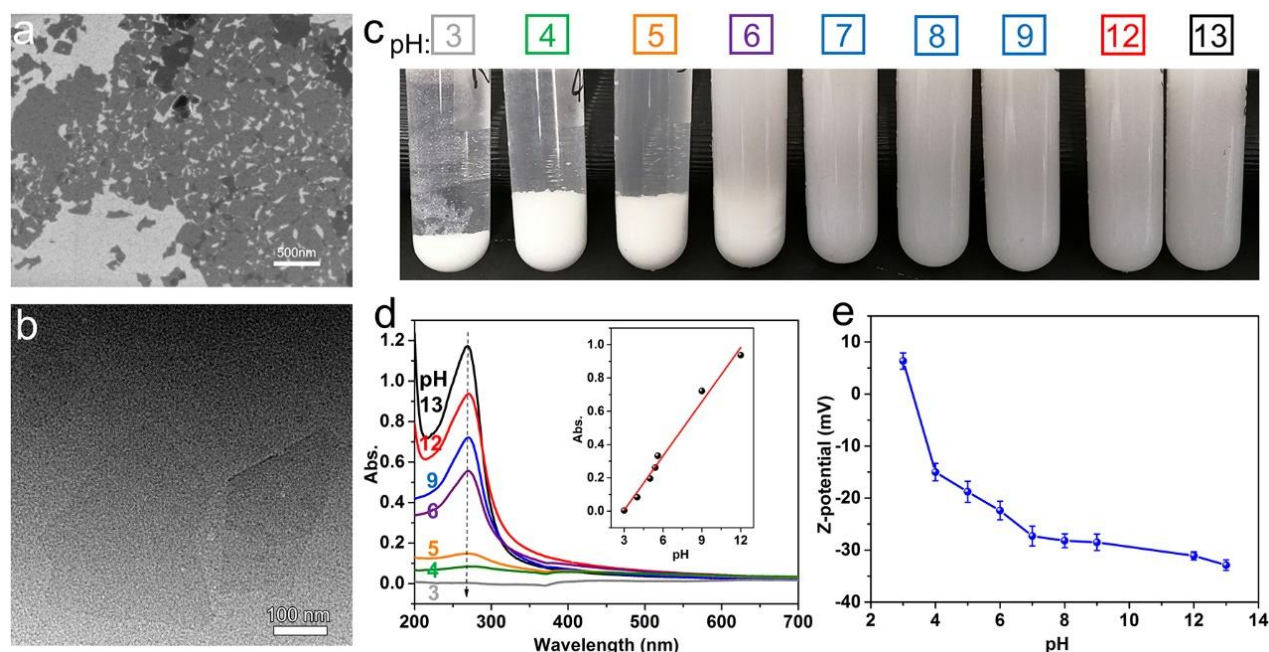 a
500nm
b
100 nm
c pH: 3 4 5 6 7 8 9 12 13
d
1.2
1.0
0.8
0.6
0.4
0.2
0.0
Abs.
pH
13
12
9
6
5
4
3
200 300 400 500 600 700
Wavelength (nm)
1.0
0.8
0.6
0.4
0.2
0.0
Abs.
3 6 9 12
pH
e
10
0
-10
-20
-30
-40
Z-potential (mV)
2 4 6 8 10 12 14
pH